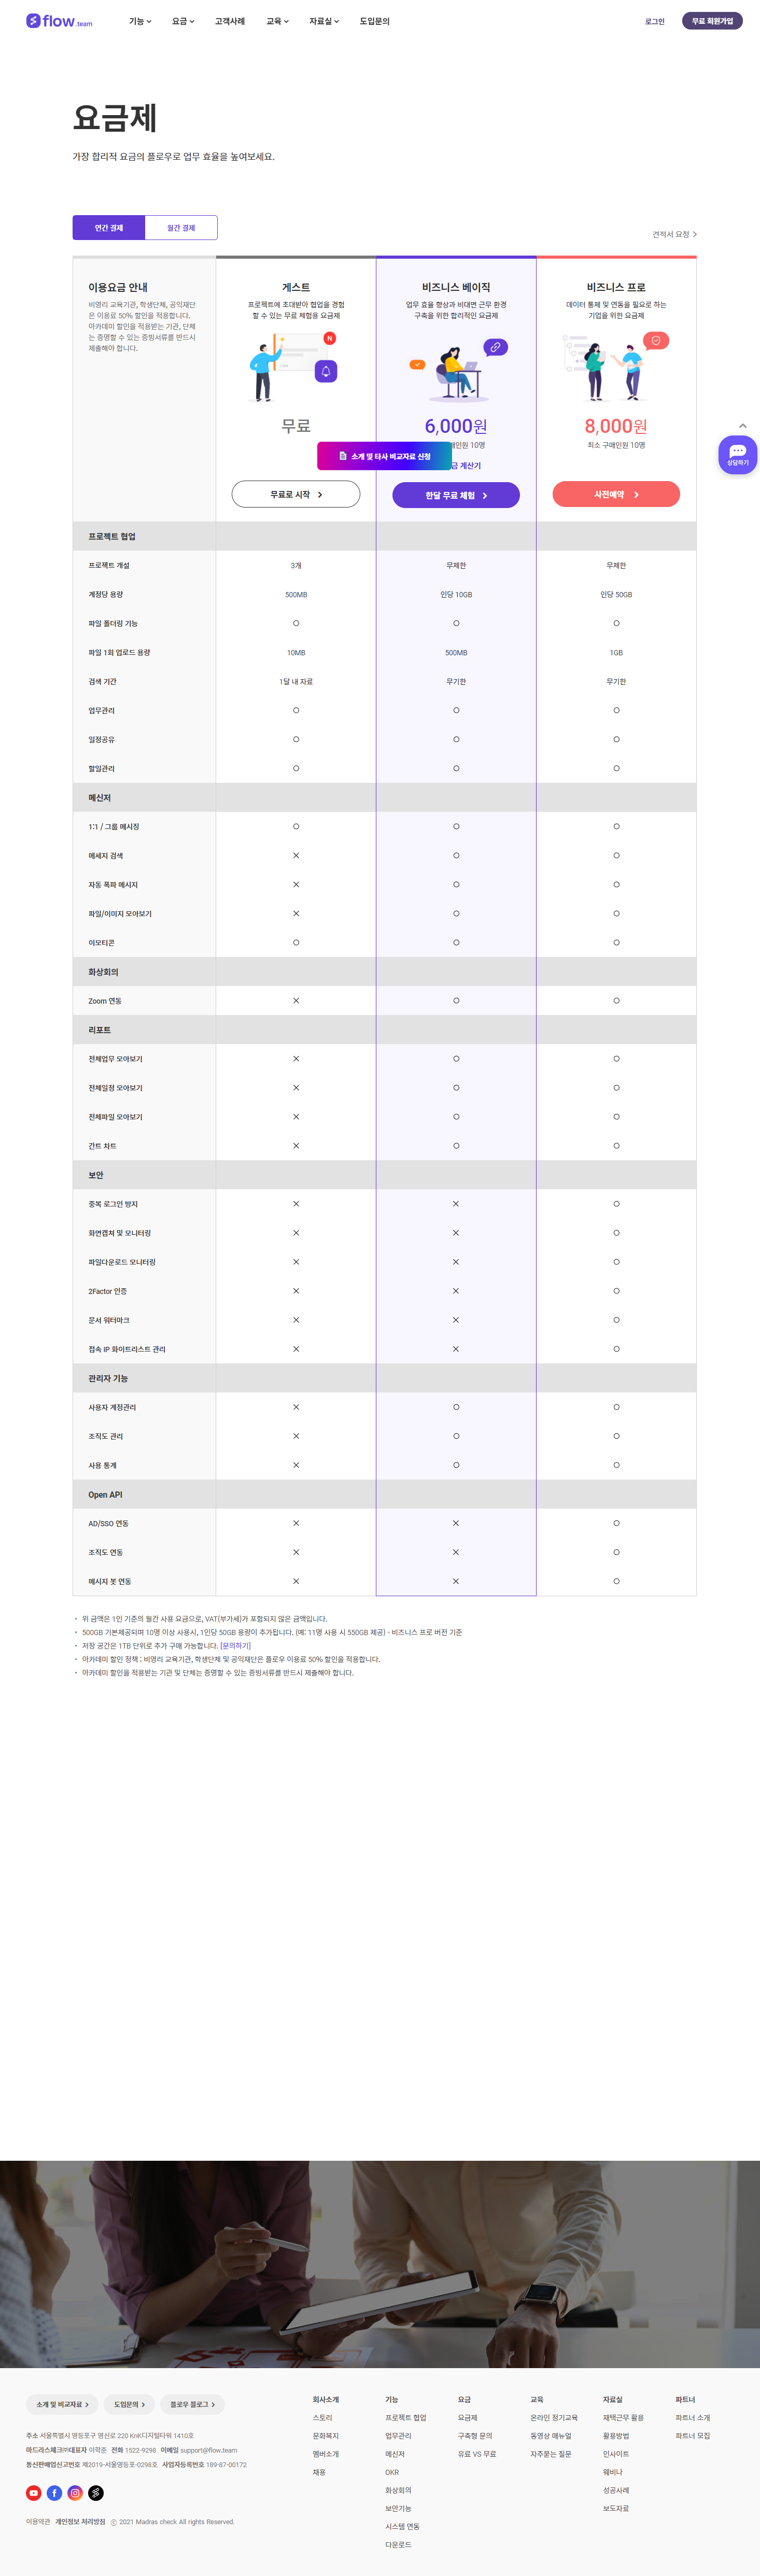 flow.team
기능
요금
고객사례
교육
자료실
도입문의
로그인
무료 회원가입
요금제
가장 합리적 요금의 플로우로 업무 효율을 높여보세요.
연간 결제
월간 결제
견적서 요청
이용요금 안내
비영리 교육기관, 학생단체, 공익재단
은 이용료 50% 할인을 적용합니다.
아카데미 할인을 적용받는 기관, 단체
는 증명할 수 있는 증빙서류를 반드시
제출해야 합니다.
게스트
프로젝트에 초대받아 협업을 경험
할 수 있는 무료 체험용 요금제
N
무료
무료로 시작
비즈니스 베이직
업무 효율 향상과 비대면 근무 환경
구축을 위한 합리적인 요금제
6,000원
매인원 10명
금 계산기
한달 무료 체험
비즈니스 프로
데이터 통제 및 연동을 필요로 하는
기업을 위한 요금제
8,000원
최소 구매인원 10명
사전예약
소개 및 타사 비교자료 신청
상담하기
프로젝트 협업
프로젝트 개설 3개 무제한 무제한
계정당 용량 500MB 인당 10GB 인당 50GB
파일 폴더링 기능 ○ ○ ○
파일 1회 업로드 용량 10MB 500MB 1GB
검색 기간 1달 내 자료 무기한 무기한
업무관리 ○ ○ ○
일정공유 ○ ○ ○
할일관리 ○ ○ ○
메신저
1:1 / 그룹 메시징 ○ ○ ○
메세지 검색 × ○ ○
자동 폭파 메시지 × ○ ○
파일/이미지 모아보기 × ○ ○
이모티콘 ○ ○ ○
화상회의
Zoom 연동 × ○ ○
리포트
전체업무 모아보기 × ○ ○
전체일정 모아보기 × ○ ○
전체파일 모아보기 × ○ ○
간트 차트 × ○ ○
보안
중복 로그인 방지 × × ○
화면캡쳐 및 모니터링 × × ○
파일다운로드 모니터링 × × ○
2Factor 인증 × × ○
문서 워터마크 × × ○
접속 IP 화이트리스트 관리 × × ○
관리자 기능
사용자 계정관리 × ○ ○
조직도 관리 × ○ ○
사용 통계 × ○ ○
Open API
AD/SSO 연동 × × ○
조직도 연동 × × ○
메시지 봇 연동 × × ○
• 위 금액은 1인 기준의 월간 사용 요금으로, VAT(부가세)가 포함되지 않은 금액입니다.
• 500GB 기본제공되며 10명 이상 사용시, 1인당 50GB 용량이 추가됩니다. (예: 11명 사용 시 550GB 제공) - 비즈니스 프로 버전 기준
• 저장 공간은 1TB 단위로 추가 구매 가능합니다. [문의하기]
• 아카데미 할인 정책 : 비영리 교육기관, 학생단체 및 공익재단은 플로우 이용료 50% 할인을 적용합니다.
• 아카데미 할인을 적용받는 기관 및 단체는 증명할 수 있는 증빙서류를 반드시 제출해야 합니다.
소개 및 비교자료
도입문의
플로우 블로그
주소 서울특별시 영등포구 영신로 220 KnK디지털타워 1410호
마드라스체크㈜대표자 이학준 전화 1522-9298 이메일 support@flow.team
통신판매업신고번호 제2019-서울영등포-0298호 사업자등록번호 189-87-00172
이용약관 개인정보 처리방침 ⓒ 2021 Madras check All rights Reserved.
회사소개
스토리
문화복지
멤버소개
채용
기능
프로젝트 협업
업무관리
메신저
OKR
화상회의
보안기능
시스템 연동
다운로드
요금
요금제
구축형 문의
유료 VS 무료
교육
온라인 정기교육
동영상 매뉴얼
자주묻는 질문
자료실
재택근무 활용
활용방법
인사이트
웨비나
성공사례
보도자료
파트너
파트너 소개
파트너 모집